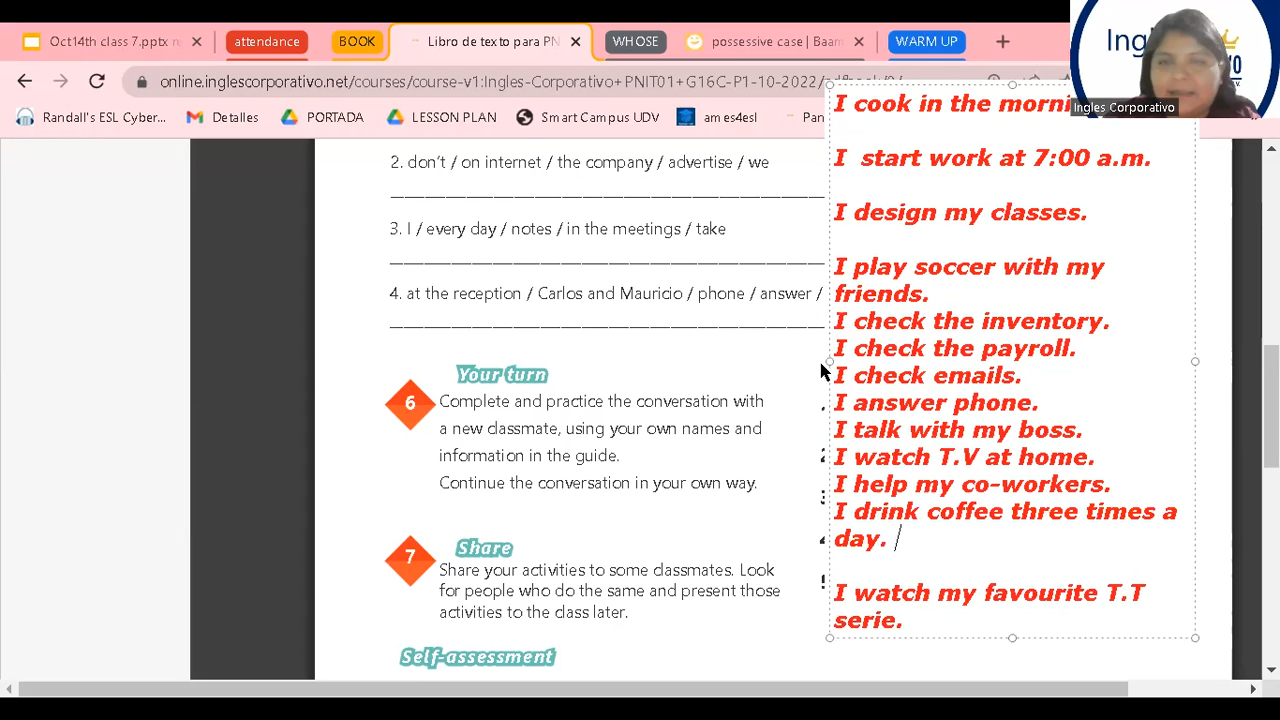 Oct14th class 7.pptx
attendance
BOOK
Libro de texto para PN
WHOSE
possessive case | Baam
WARM UP
online.inglescorporativo.net/courses/course-v1:Ingles-Corporativo+PNIT01+G16C-P1-10-2022/pdfbook/0/
Ingles Corporativo
Randall's ESL Cyber...
Detalles
PORTADA
LESSON PLAN
Smart Campus UDV
ames4esl
2. don't / on internet / the company / advertise / we
3. I / every day / notes / in the meetings / take
4. at the reception / Carlos and Mauricio / phone / answer /
Your turn
6
Complete and practice the conversation with
a new classmate, using your own names and
information in the guide.
Continue the conversation in your own way.
7
Share
Share your activities to some classmates. Look
for people who do the same and present those
activities to the class later.
Self-assessment
I cook in the morni
I start work at 7:00 a.m.
I design my classes.
I play soccer with my
friends.
I check the inventory.
I check the payroll.
I check emails.
I answer phone.
I talk with my boss.
I watch T.V at home.
I help my co-workers.
I drink coffee three times a
day.
I watch my favourite T.T
serie.